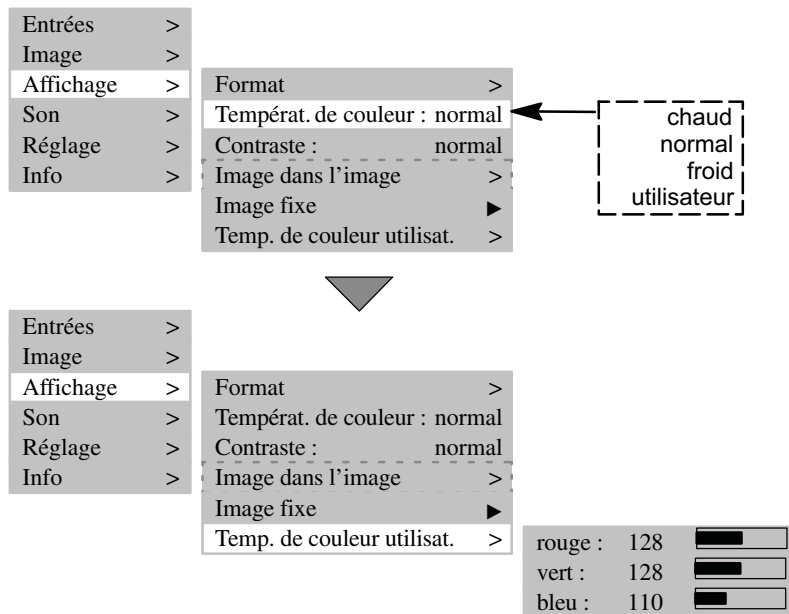 Entrées >
Image >
Affichage >
Son >
Réglage >
Info >
Format >
Températ. de couleur : normal
Contraste : normal
Image dans l’image >
Image fixe ▶
Temp. de couleur utilisat. >
chaud
normal
froid
utilisateur
Entrées >
Image >
Affichage >
Son >
Réglage >
Info >
Format >
Températ. de couleur : normal
Contraste : normal
Image dans l’image >
Image fixe ▶
Temp. de couleur utilisat. >
rouge : 128
vert : 128
bleu : 110